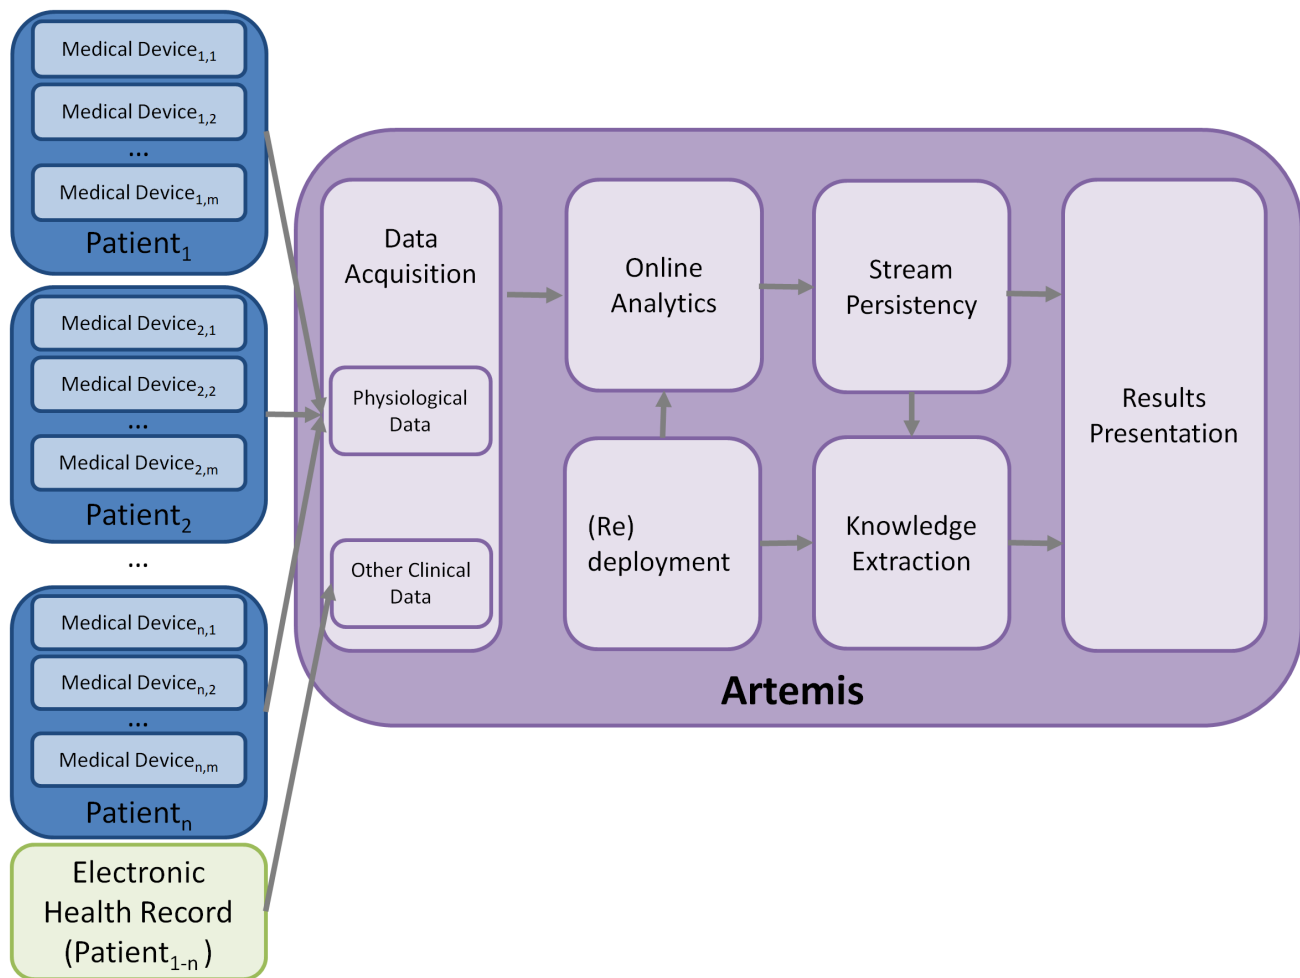 Medical Device1,1
Medical Device1,2
...
Medical Device1,m
Patient1
Medical Device2,1
Medical Device2,2
...
Medical Device2,m
Patient2
...
Medical Devicen,1
Medical Devicen,2
...
Medical Devicen,m
Patientn
Electronic
Health Record
(Patient1-n )
Data
Acquisition
Physiological
Data
Other Clinical
Data
Online
Analytics
Stream
Persistency
(Re)
deployment
Knowledge
Extraction
Results
Presentation
Artemis